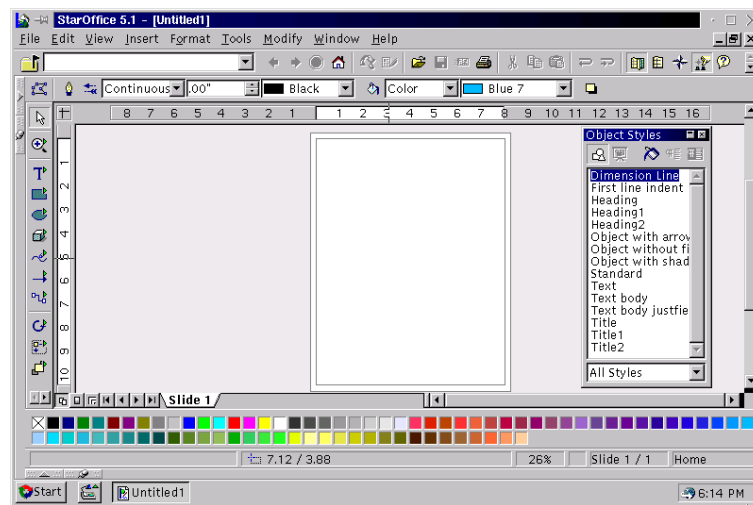 StarOffice 5.1 - [Untitled1]
File Edit View Insert Format Tools Modify Window Help
Continuous .00" Black Color Blue 7
8 7 6 5 4 3 2 1 1 2 3 4 5 6 7 8 9 10 11 12 13 14 15 16
Object Styles
Dimension Line
First line indent
Heading
Heading1
Heading2
Object with arrow
Object without fi
Object with shad
Standard
Text
Text body
Text body justfie
Title
Title1
Title2
All Styles
1
2
3
4
5
6
7
8
9
10
Slide 1
7.12 / 3.88 26% Slide 1 / 1 Home
Start Untitled1 6:14 PM